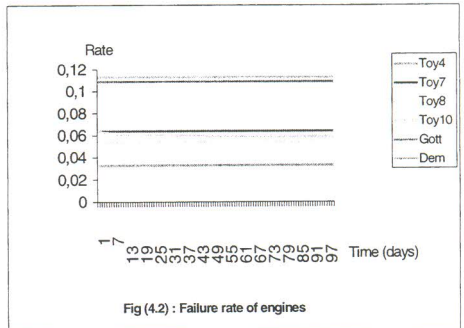 Rate
0,12
0,1
0,08
0,06
0,04
0,02
0
1
7
13
19
25
31
37
43
49
55
61
67
73
79
85
91
97
Time (days)
Toy4
Toy7
Toy8
Toy10
Gott
Dem
Fig (4.2) : Failure rate of engines